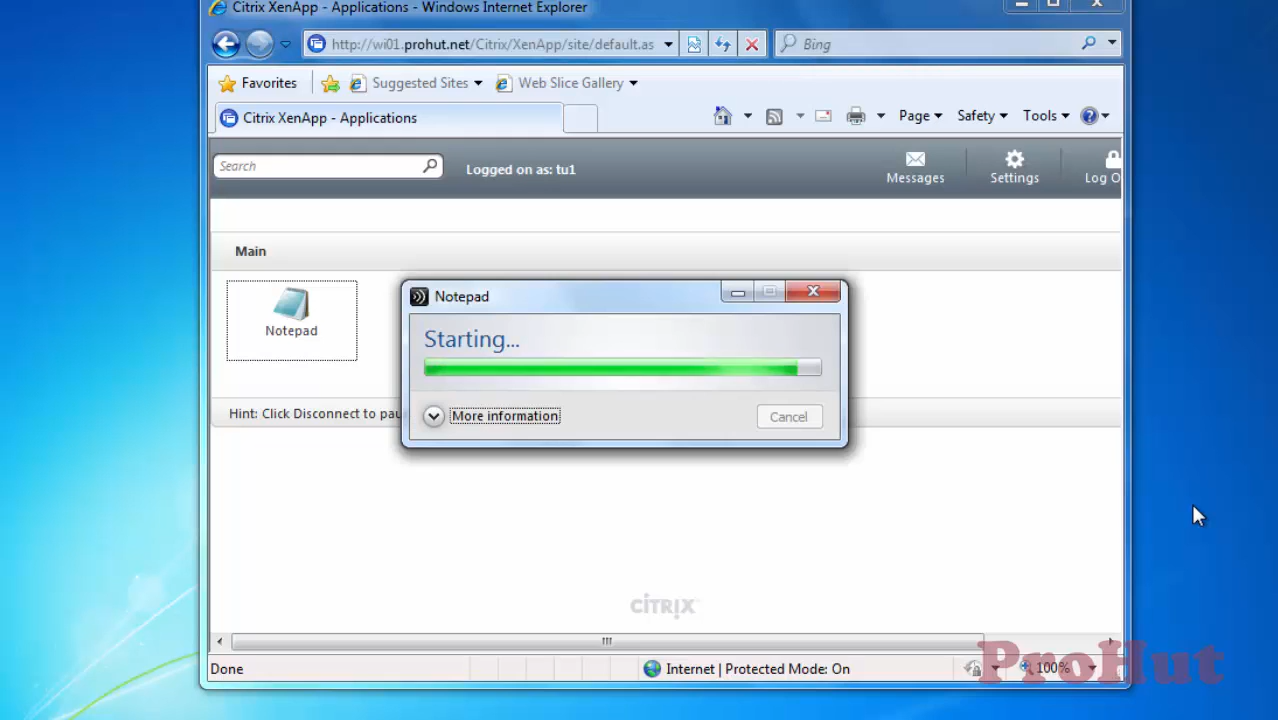 Citrix XenApp - Applications - Windows Internet Explorer
http://wi01.prohut.net/Citrix/XenApp/site/default.as
Bing
Favorites
Suggested Sites
Web Slice Gallery
Citrix XenApp - Applications
Page
Safety
Tools
Search
Logged on as: tu1
Messages
Settings
Log O
Main
Notepad
Notepad
Starting...
More information
Cancel
Hint: Click Disconnect to pau
CITRIX
Done
Internet | Protected Mode: On
100%
ProHut